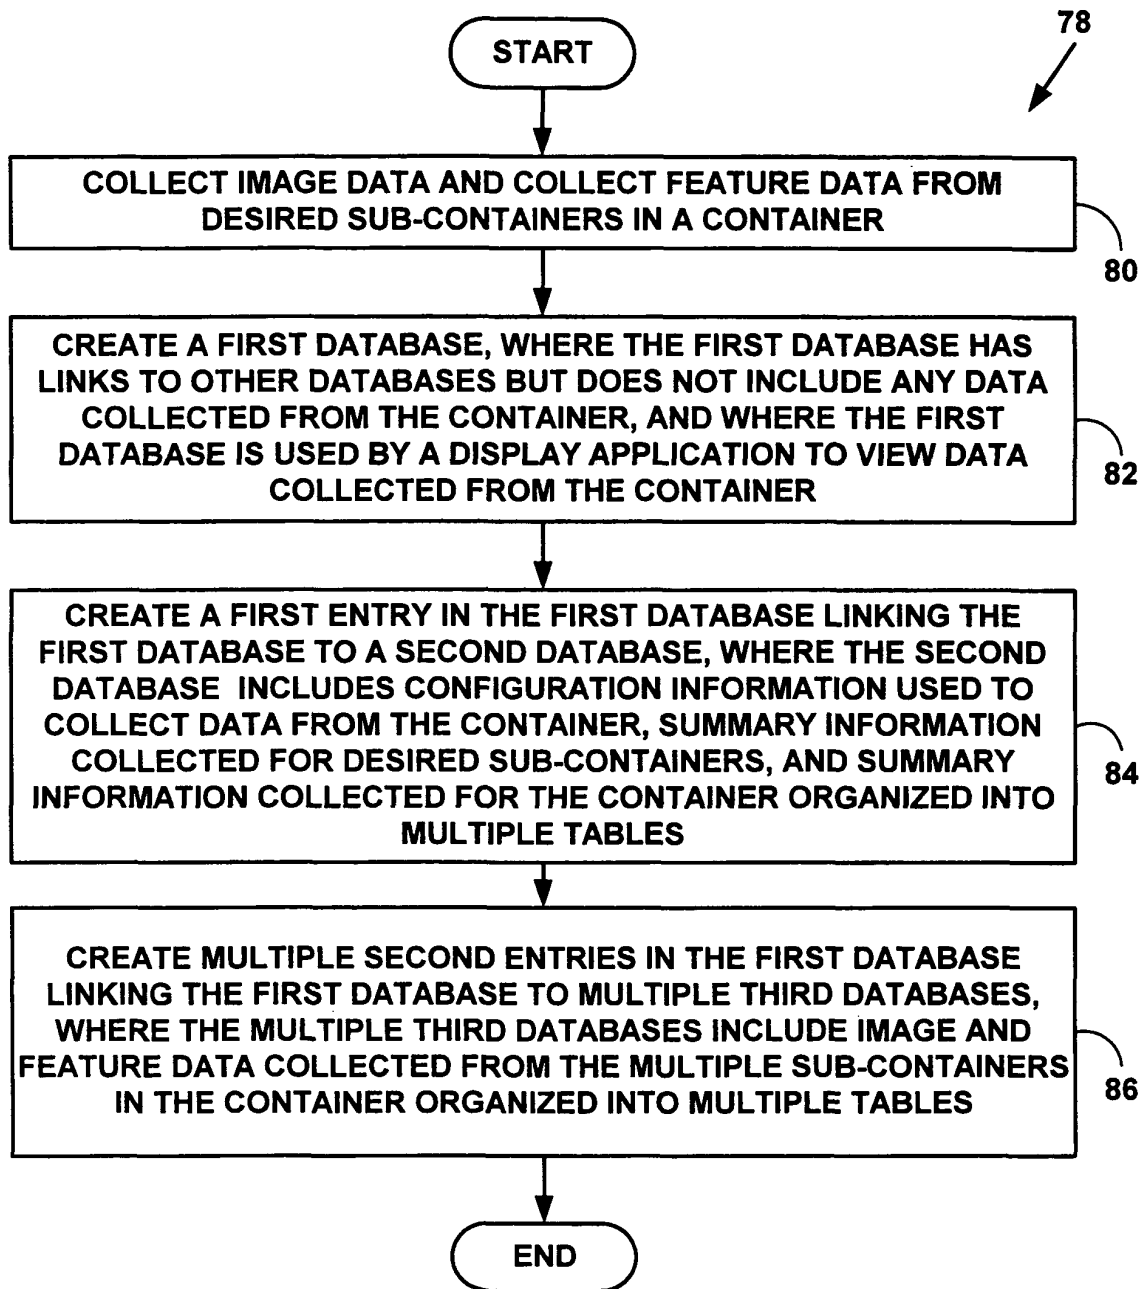 78
START
COLLECT IMAGE DATA AND COLLECT FEATURE DATA FROM
DESIRED SUB-CONTAINERS IN A CONTAINER
80
CREATE A FIRST DATABASE, WHERE THE FIRST DATABASE HAS
LINKS TO OTHER DATABASES BUT DOES NOT INCLUDE ANY DATA
COLLECTED FROM THE CONTAINER, AND WHERE THE FIRST
DATABASE IS USED BY A DISPLAY APPLICATION TO VIEW DATA
COLLECTED FROM THE CONTAINER
82
CREATE A FIRST ENTRY IN THE FIRST DATABASE LINKING THE
FIRST DATABASE TO A SECOND DATABASE, WHERE THE SECOND
DATABASE INCLUDES CONFIGURATION INFORMATION USED TO
COLLECT DATA FROM THE CONTAINER, SUMMARY INFORMATION
COLLECTED FOR DESIRED SUB-CONTAINERS, AND SUMMARY
INFORMATION COLLECTED FOR THE CONTAINER ORGANIZED INTO
MULTIPLE TABLES
84
CREATE MULTIPLE SECOND ENTRIES IN THE FIRST DATABASE
LINKING THE FIRST DATABASE TO MULTIPLE THIRD DATABASES,
WHERE THE MULTIPLE THIRD DATABASES INCLUDE IMAGE AND
FEATURE DATA COLLECTED FROM THE MULTIPLE SUB-CONTAINERS
IN THE CONTAINER ORGANIZED INTO MULTIPLE TABLES
86
END